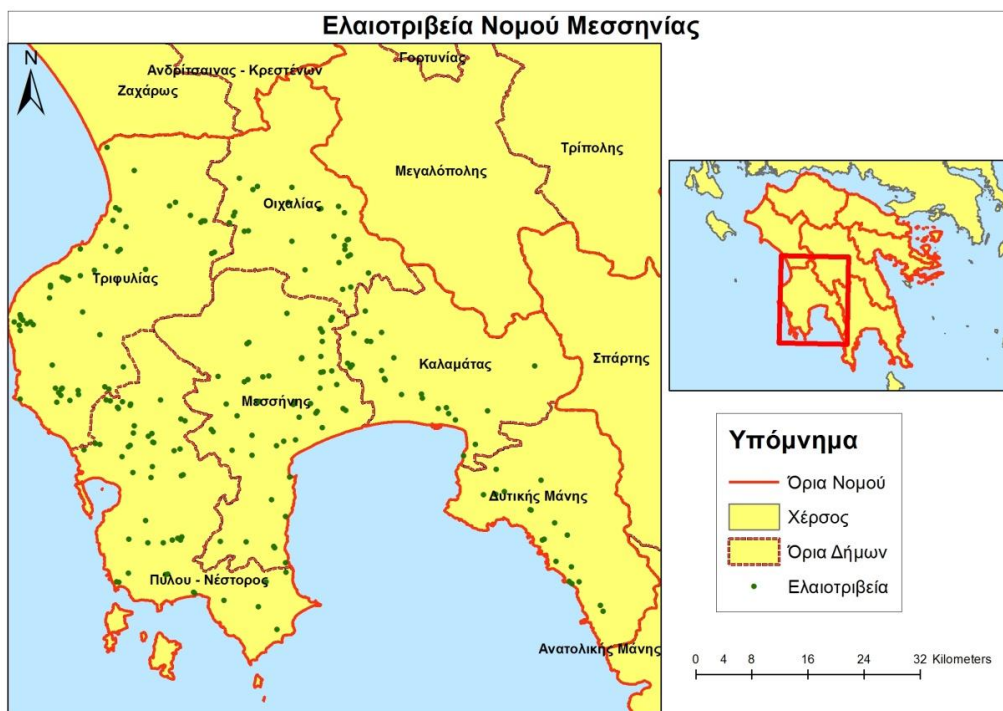 Ελαιοτριβεία Νομού Μεσσηνίας
N
Γορτυνίας
Ανδρίτσαινας - Κρεστένων
Ζαχάρως
Τρίπολης
Μεγαλόπολης
Οιχαλίας
Τριφυλίας
Σπάρτης
Καλαμάτας
Μεσσήνης
Δυτικής Μάνης
Πύλου - Νέστορος
Ανατολικής Μάνης
Υπόμνημα
Όρια Νομού
Χέρσος
Όρια Δήμων
Ελαιοτριβεία
0 4 8 16 24 32 Kilometers